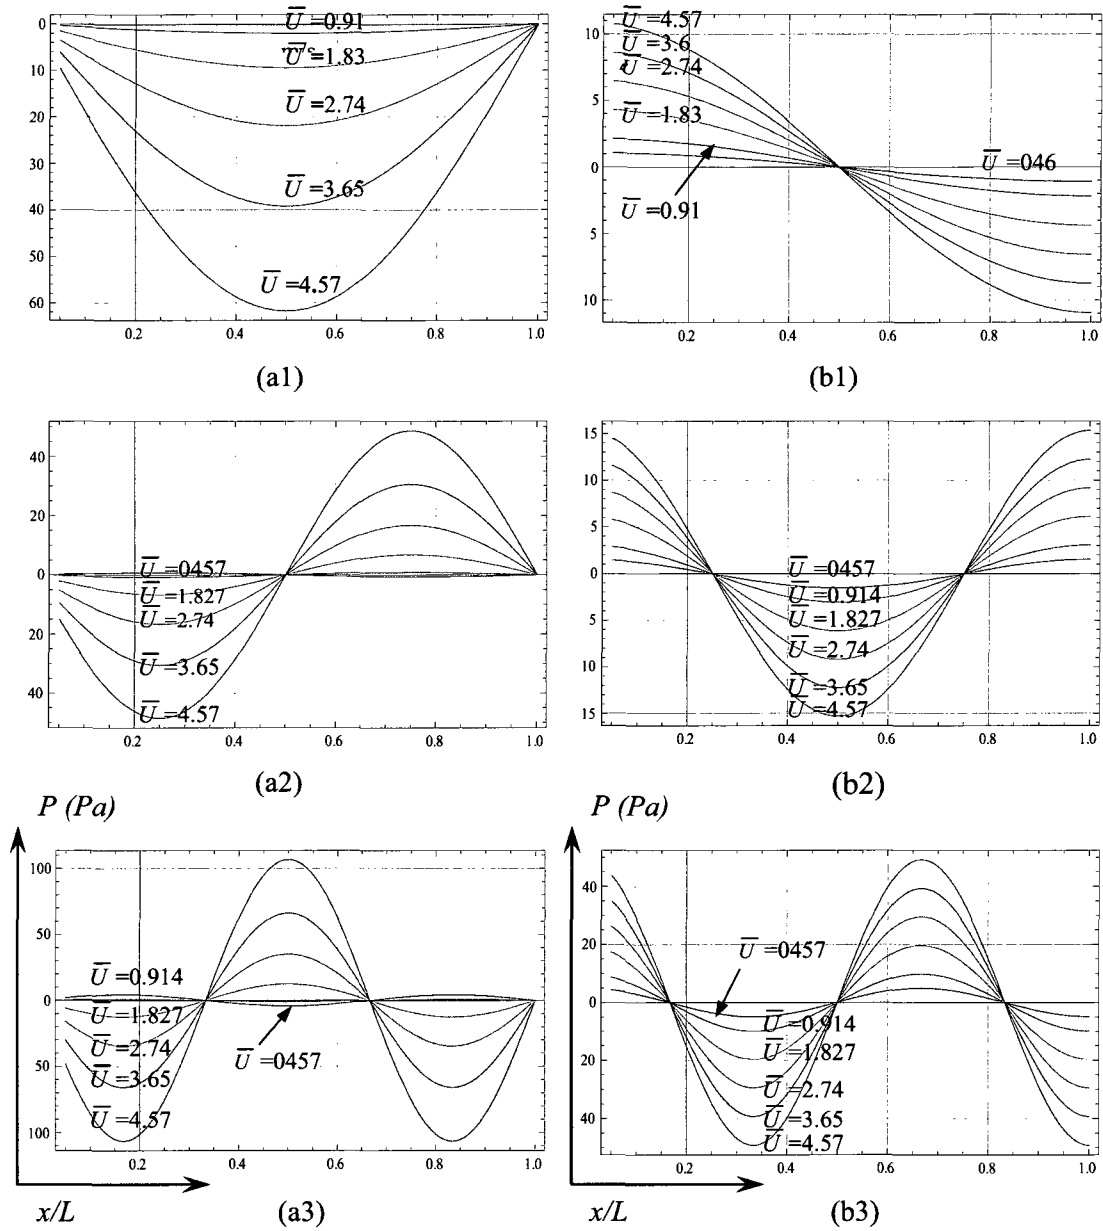 0
10
20
30
40
50
60
0.2
0.4
0.6
0.8
1.0
U̅ =0.91
U̅ =1.83
U̅ =2.74
U̅ =3.65
U̅ =4.57
(a1)
10
5
0
5
10
0.2
0.4
0.6
0.8
1.0
U̅ =4.57
U̅ =3.6
U̅ =2.74
U̅ =1.83
U̅ =046
U̅ =0.91
(b1)
40
20
0
20
40
0.2
0.4
0.6
0.8
1.0
U̅ =0457
U̅ =1.827
U̅ =2.74
U̅ =3.65
U̅ =4.57
(a2)
15
10
5
0
5
10
15
0.2
0.4
0.6
0.8
1.0
U̅ =0457
U̅ =0.914
U̅ =1.827
U̅ =2.74
U̅ =3.65
U̅ =4.57
(b2)
P (Pa)
100
50
0
50
100
0.2
0.4
0.6
0.8
1.0
U̅ =0.914
U̅ =1.827
U̅ =2.74
U̅ =0457
U̅ =3.65
U̅ =4.57
x/L
(a3)
P (Pa)
40
20
0
20
40
0.2
0.4
0.6
0.8
1.0
U̅ =0457
U̅ =0.914
U̅ =1.827
U̅ =2.74
U̅ =3.65
U̅ =4.57
x/L
(b3)